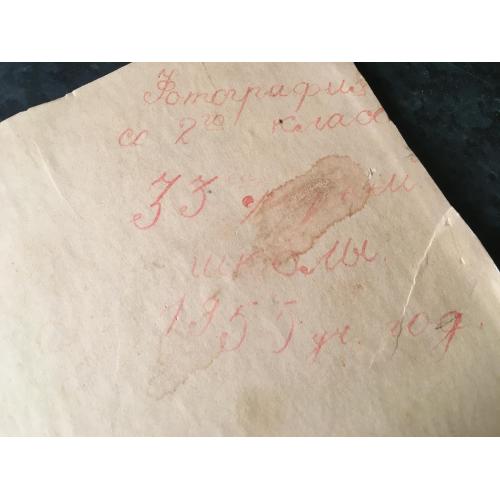 Фотография
со 2го класс
33
школы.
1955 уч. год.